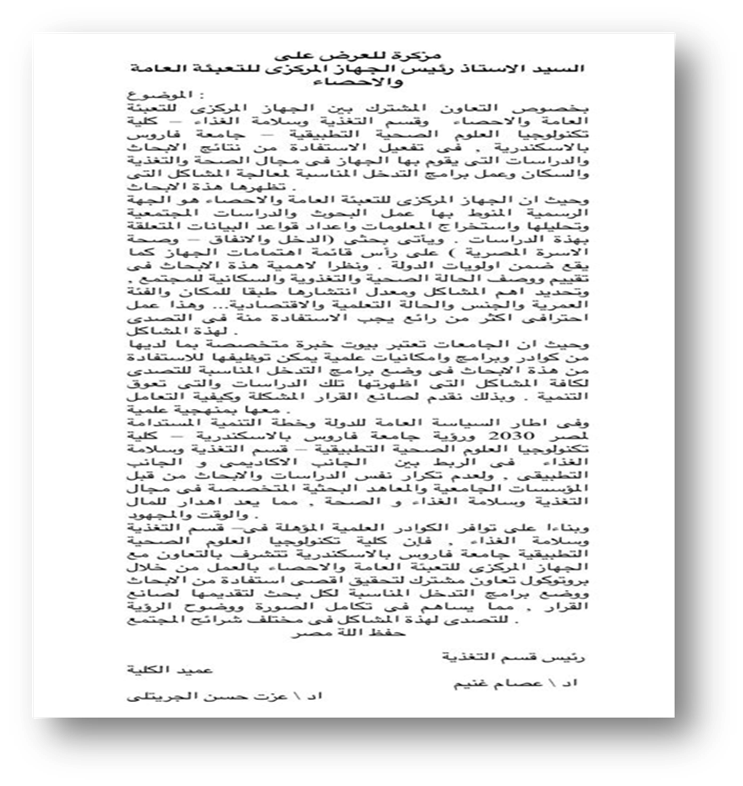 مزكرة للعرض على
السيد الاستاذ رئيس الجهاز المركزى للتعبئة العامة
والاحصاء
الموضوع :
بخصوص التعاون المشترك بين الجهاز المركزى للتعبئة
العامة والاحصاء وقسم التغذية وسلامة الغذاء – كلية
تكنولوجيا العلوم الصحية التطبيقية – جامعة فاروس
بالاسكندرية , فى تفعيل الاستفادة من نتائج الابحاث
والدراسات التى يقوم بها الجهاز فى مجال الصحة والتغذية
والسكان وعمل برامج التدخل المناسبة لمعالجة المشاكل التى
تظهرها هذة الابحاث .
وحيث ان الجهاز المركزى للتعبئة العامة والاحصاء هو الجهة
الرسمية المنوط بها عمل البحوث والدراسات المجتمعية
وتحليلها واستخراج المعلومات واعداد قواعد البيانات المتعلقة
بهذة الدراسات . ويأتى بحثى (الدخل والانفاق – وصحة
الاسرة المصرية ) على رأس قائمة اهتمامات الجهاز كما
يقع ضمن اولويات الدولة . ونظرا لاهمية هذة الابحاث فى
تقييم ووصف الحالة الصحية والتغذوية والسكانية للمجتمع ,
وتحديد اهم المشاكل ومعدل انتشارها طبقا للمكان والفئة
العمرية والجنس والحالة التعلمية والاقتصادية... وهذا عمل
احترافى اكثر من رائع يجب الاستفادة منة فى التصدى
لهذة المشاكل .
وحيث ان الجامعات تعتبر بيوت خبرة متخصصة بما لديها
من كوادر وبرامج وامكانيات علمية يمكن توظيفها للاستفادة
من هذة الابحاث فى وضع برامج التدخل المناسبة للتصدى
لكافة المشاكل التى اظهرتها تلك الدراسات والتى تعوق
التنمية . وبذلك نقدم لصانع القرار المشكلة وكيفية التعامل
معها بمنهجية علمية .
وفى اطار السياسة العامة للدولة وخطة التنمية المستدامة
لمصر 2030 ورؤية جامعة فاروس بالاسكندرية – كلية
تكنولوجيا العلوم الصحية التطبيقية – قسم التغذية وسلامة
الغذاء فى الربط بين الجانب الاكاديمى و الجانب
التطبيقى , ولعدم تكرار نفس الدراسات والابحاث من قبل
المؤسسات الجامعية والمعاهد البحثية المتخصصة فى مجال
التغذية وسلامة الغذاء و الصحة , مما يعد اهدار للمال
والوقت والمجهود .
وبناءا على توافر الكوادر العلمية المؤهلة فى– قسم التغذية
وسلامة الغذاء , فإن كلية تكنولوجيا العلوم الصحية
التطبيقية جامعة فاروس بالاسكندرية تتشرف بالتعاون مع
الجهاز المركزى للتعبئة العامة والاحصاء بالعمل من خلال
بروتوكول تعاون مشترك لتحقيق اقصى استفادة من الابحاث
ووضع برامج التدخل المناسبة لكل بحث لتقديمها لصانع
القرار , مما يساهم فى تكامل الصورة ووضوح الرؤية
للتصدى لهذة المشاكل فى مختلف شرائح المجتمع .
حفظ اللة مصر
رئيس قسم التغذية
عميد الكلية
اد \ عصام غنيم
اد \ عزت حسن الجريتلى